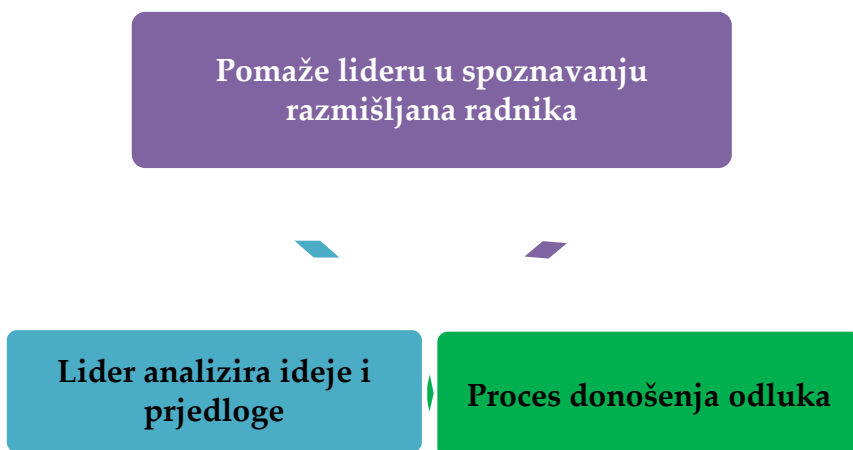 Pomaže lideru u spoznavanju
razmišljana radnika
Lider analizira ideje i
prjedloge
Proces donošenja odluka